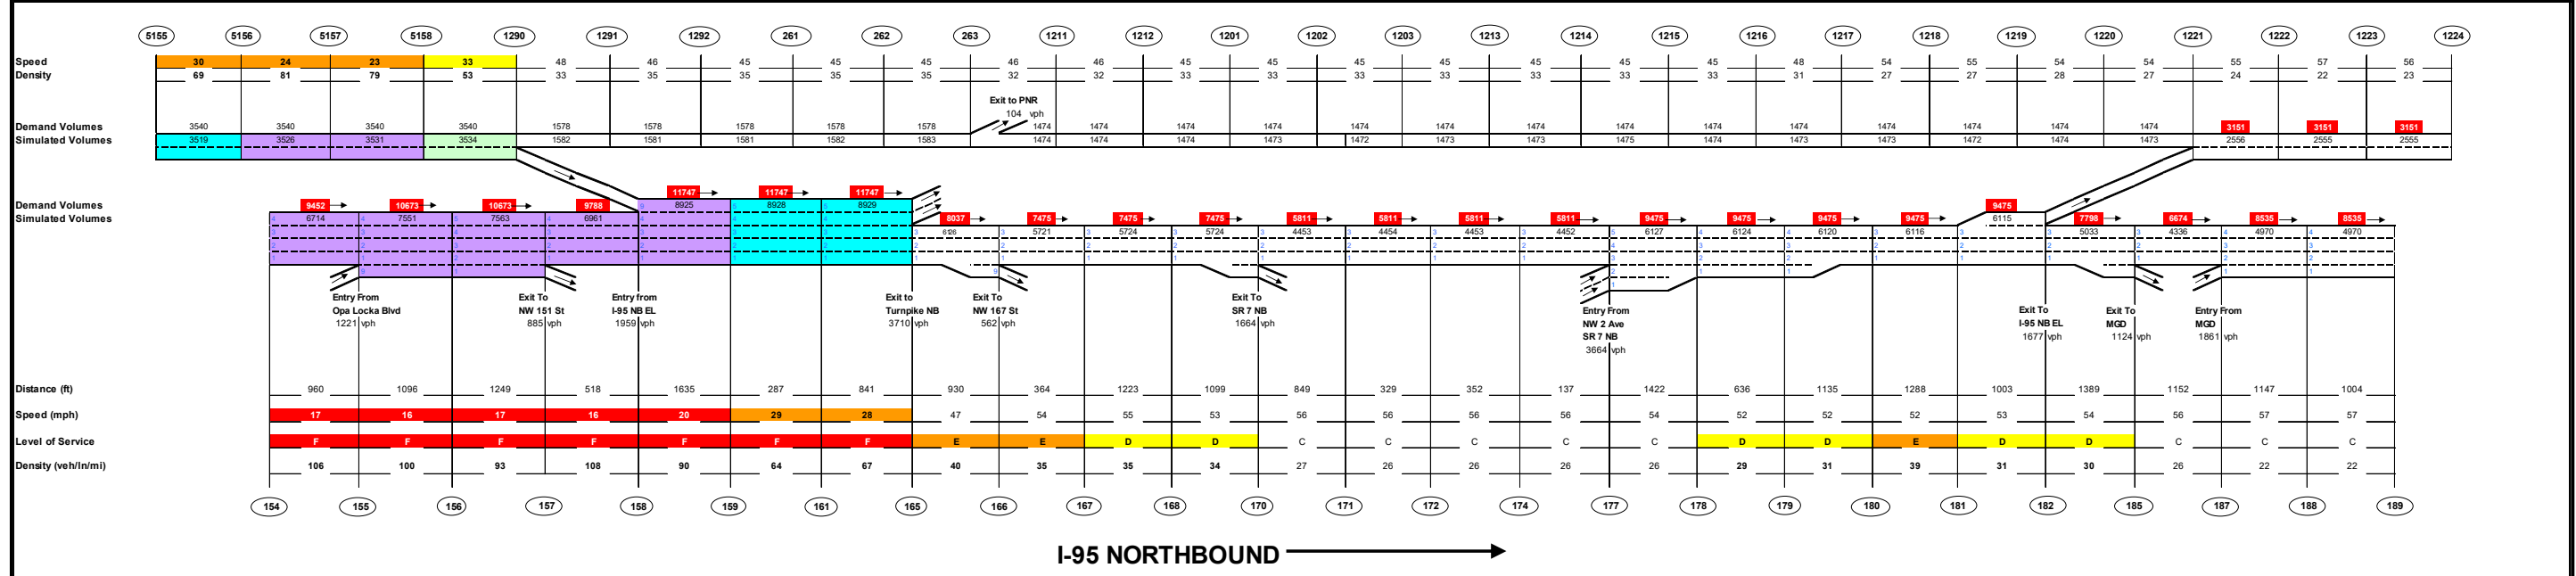 5155 5156 5157 5158 1290 1291 1292 261 262 263 1211 1212 1201 1202 1203 1213 1214 1215 1216 1217 1218 1219 1220 1221 1222 1223 1224
Speed 30 24 23 33 48 46 45 45 45 46 46 45 45 45 45 45 45 45 48 54 55 54 54 55 57 56
Density 69 81 79 53 33 35 35 35 35 32 32 33 33 33 33 33 33 33 31 27 27 28 27 24 22 23
Exit to PNR
104 vph
Demand Volumes 3540 3540 3540 3540 1578 1578 1578 1578 1578 1474 1474 1474 1474 1474 1474 1474 1474 1474 1474 1474 1474 1474 1474 3151 3151 3151
Simulated Volumes 3519 3526 3531 3534 1582 1581 1581 1582 1583 1474 1474 1474 1473 1472 1473 1473 1475 1474 1473 1473 1472 1474 1473 2556 2555 2555
Demand Volumes 9452 10673 10673 9788 11747 11747 11747 8037 7475 7475 7475 5811 5811 5811 5811 9475 9475 9475 9475 9475 7798 6674 8535 8535
Simulated Volumes 6714 7551 7563 6961 8925 8928 8929 6126 5721 5724 5724 4453 4454 4453 4452 6127 6124 6120 6116 6115 5033 4336 4970 4970
Entry From
Opa Locka Blvd
1221 vph
Exit To
NW 151 St
885 vph
Entry from
I-95 NB EL
1959 vph
Exit to
Turnpike NB
3710 vph
Exit To
NW 167 St
562 vph
Exit To
SR 7 NB
1664 vph
Entry From
NW 2 Ave
SR 7 NB
3664 vph
Exit To
I-95 NB EL
1677 vph
Exit To
MGD
1124 vph
Entry From
MGD
1861 vph
Distance (ft) 960 1096 1249 518 1635 287 841 930 364 1223 1099 849 329 352 137 1422 636 1135 1288 1003 1389 1152 1147 1004
Speed (mph) 17 16 17 16 20 29 28 47 54 55 53 56 56 56 56 54 52 52 52 53 54 56 57 57
Level of Service F F F F F F F E E D D C C C C C D D E D D C C C
Density (veh/ln/mi) 106 100 93 108 90 64 67 40 35 35 34 27 26 26 26 26 29 31 39 31 30 26 22 22
154 155 156 157 158 159 161 165 166 167 168 170 171 172 174 177 178 179 180 181 182 185 187 188 189
I-95 NORTHBOUND